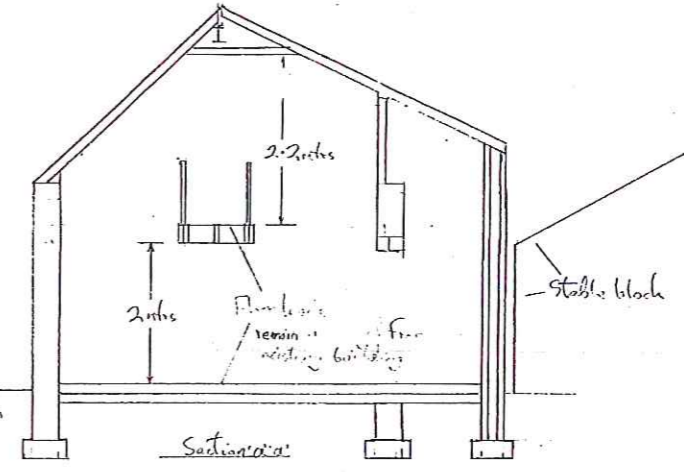 2.2mtrs
2mtrs
remain
existing building
Stable block
Section 'a'a'